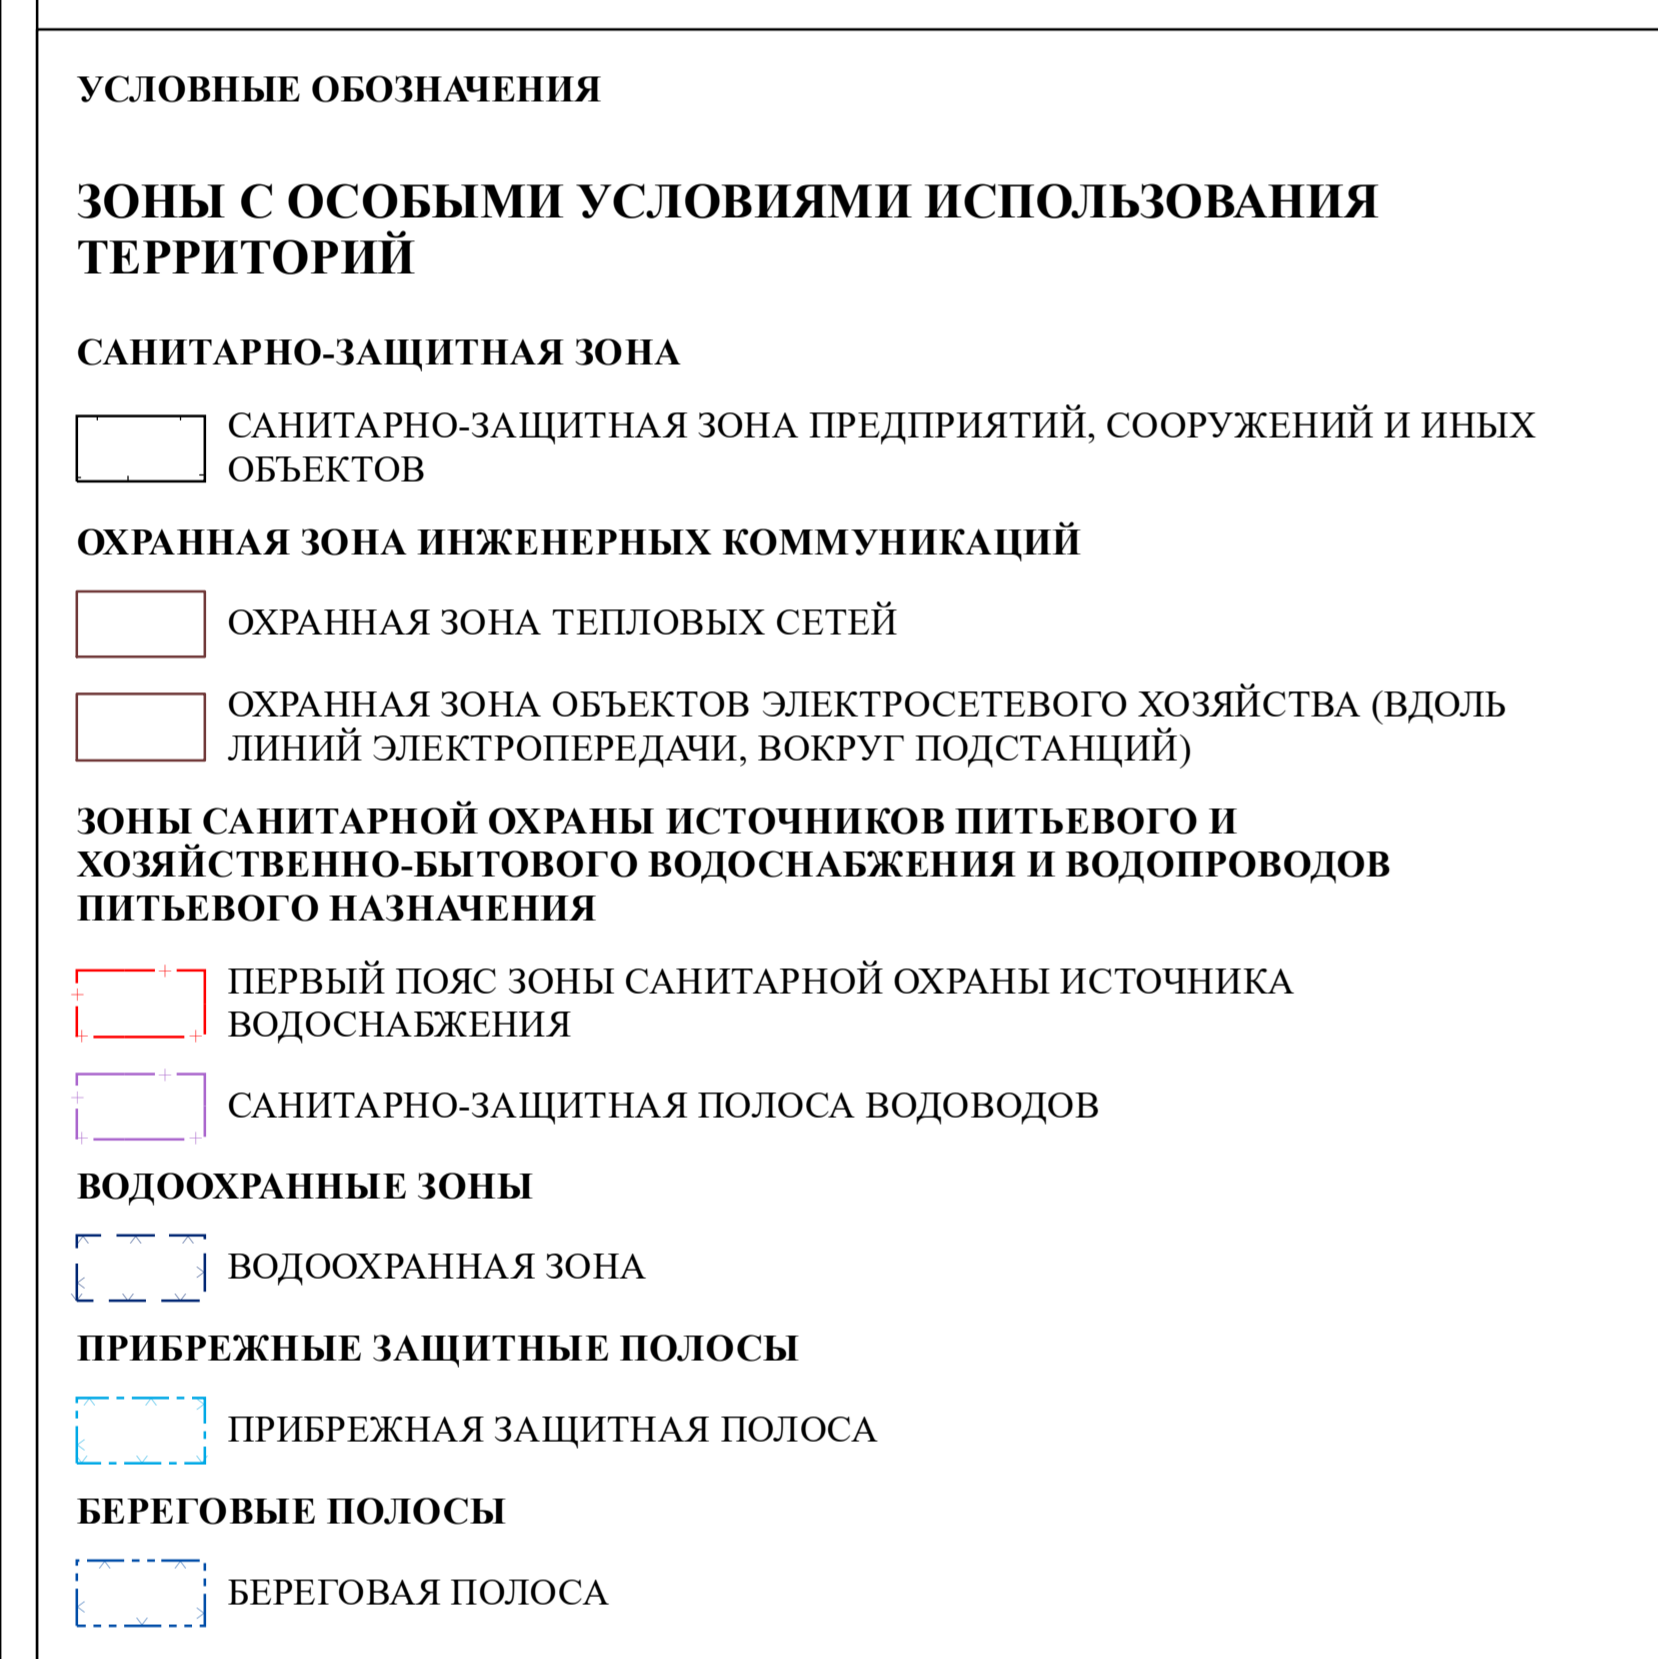 УСЛОВНЫЕ ОБОЗНАЧЕНИЯ
ЗОНЫ С ОСОБЫМИ УСЛОВИЯМИ ИСПОЛЬЗОВАНИЯ
ТЕРРИТОРИЙ
САНИТАРНО-ЗАЩИТНАЯ ЗОНА
САНИТАРНО-ЗАЩИТНАЯ ЗОНА ПРЕДПРИЯТИЙ, СООРУЖЕНИЙ И ИНЫХ
ОБЪЕКТОВ
ОХРАННАЯ ЗОНА ИНЖЕНЕРНЫХ КОММУНИКАЦИЙ
ОХРАННАЯ ЗОНА ТЕПЛОВЫХ СЕТЕЙ
ОХРАННАЯ ЗОНА ОБЪЕКТОВ ЭЛЕКТРОСЕТЕВОГО ХОЗЯЙСТВА (ВДОЛЬ
ЛИНИЙ ЭЛЕКТРОПЕРЕДАЧИ, ВОКРУГ ПОДСТАНЦИЙ)
ЗОНЫ САНИТАРНОЙ ОХРАНЫ ИСТОЧНИКОВ ПИТЬЕВОГО И
ХОЗЯЙСТВЕННО-БЫТОВОГО ВОДОСНАБЖЕНИЯ И ВОДОПРОВОДОВ
ПИТЬЕВОГО НАЗНАЧЕНИЯ
ПЕРВЫЙ ПОЯС ЗОНЫ САНИТАРНОЙ ОХРАНЫ ИСТОЧНИКА
ВОДОСНАБЖЕНИЯ
САНИТАРНО-ЗАЩИТНАЯ ПОЛОСА ВОДОВОДОВ
ВОДООХРАННЫЕ ЗОНЫ
ВОДООХРАННАЯ ЗОНА
ПРИБРЕЖНЫЕ ЗАЩИТНЫЕ ПОЛОСЫ
ПРИБРЕЖНАЯ ЗАЩИТНАЯ ПОЛОСА
БЕРЕГОВЫЕ ПОЛОСЫ
БЕРЕГОВАЯ ПОЛОСА